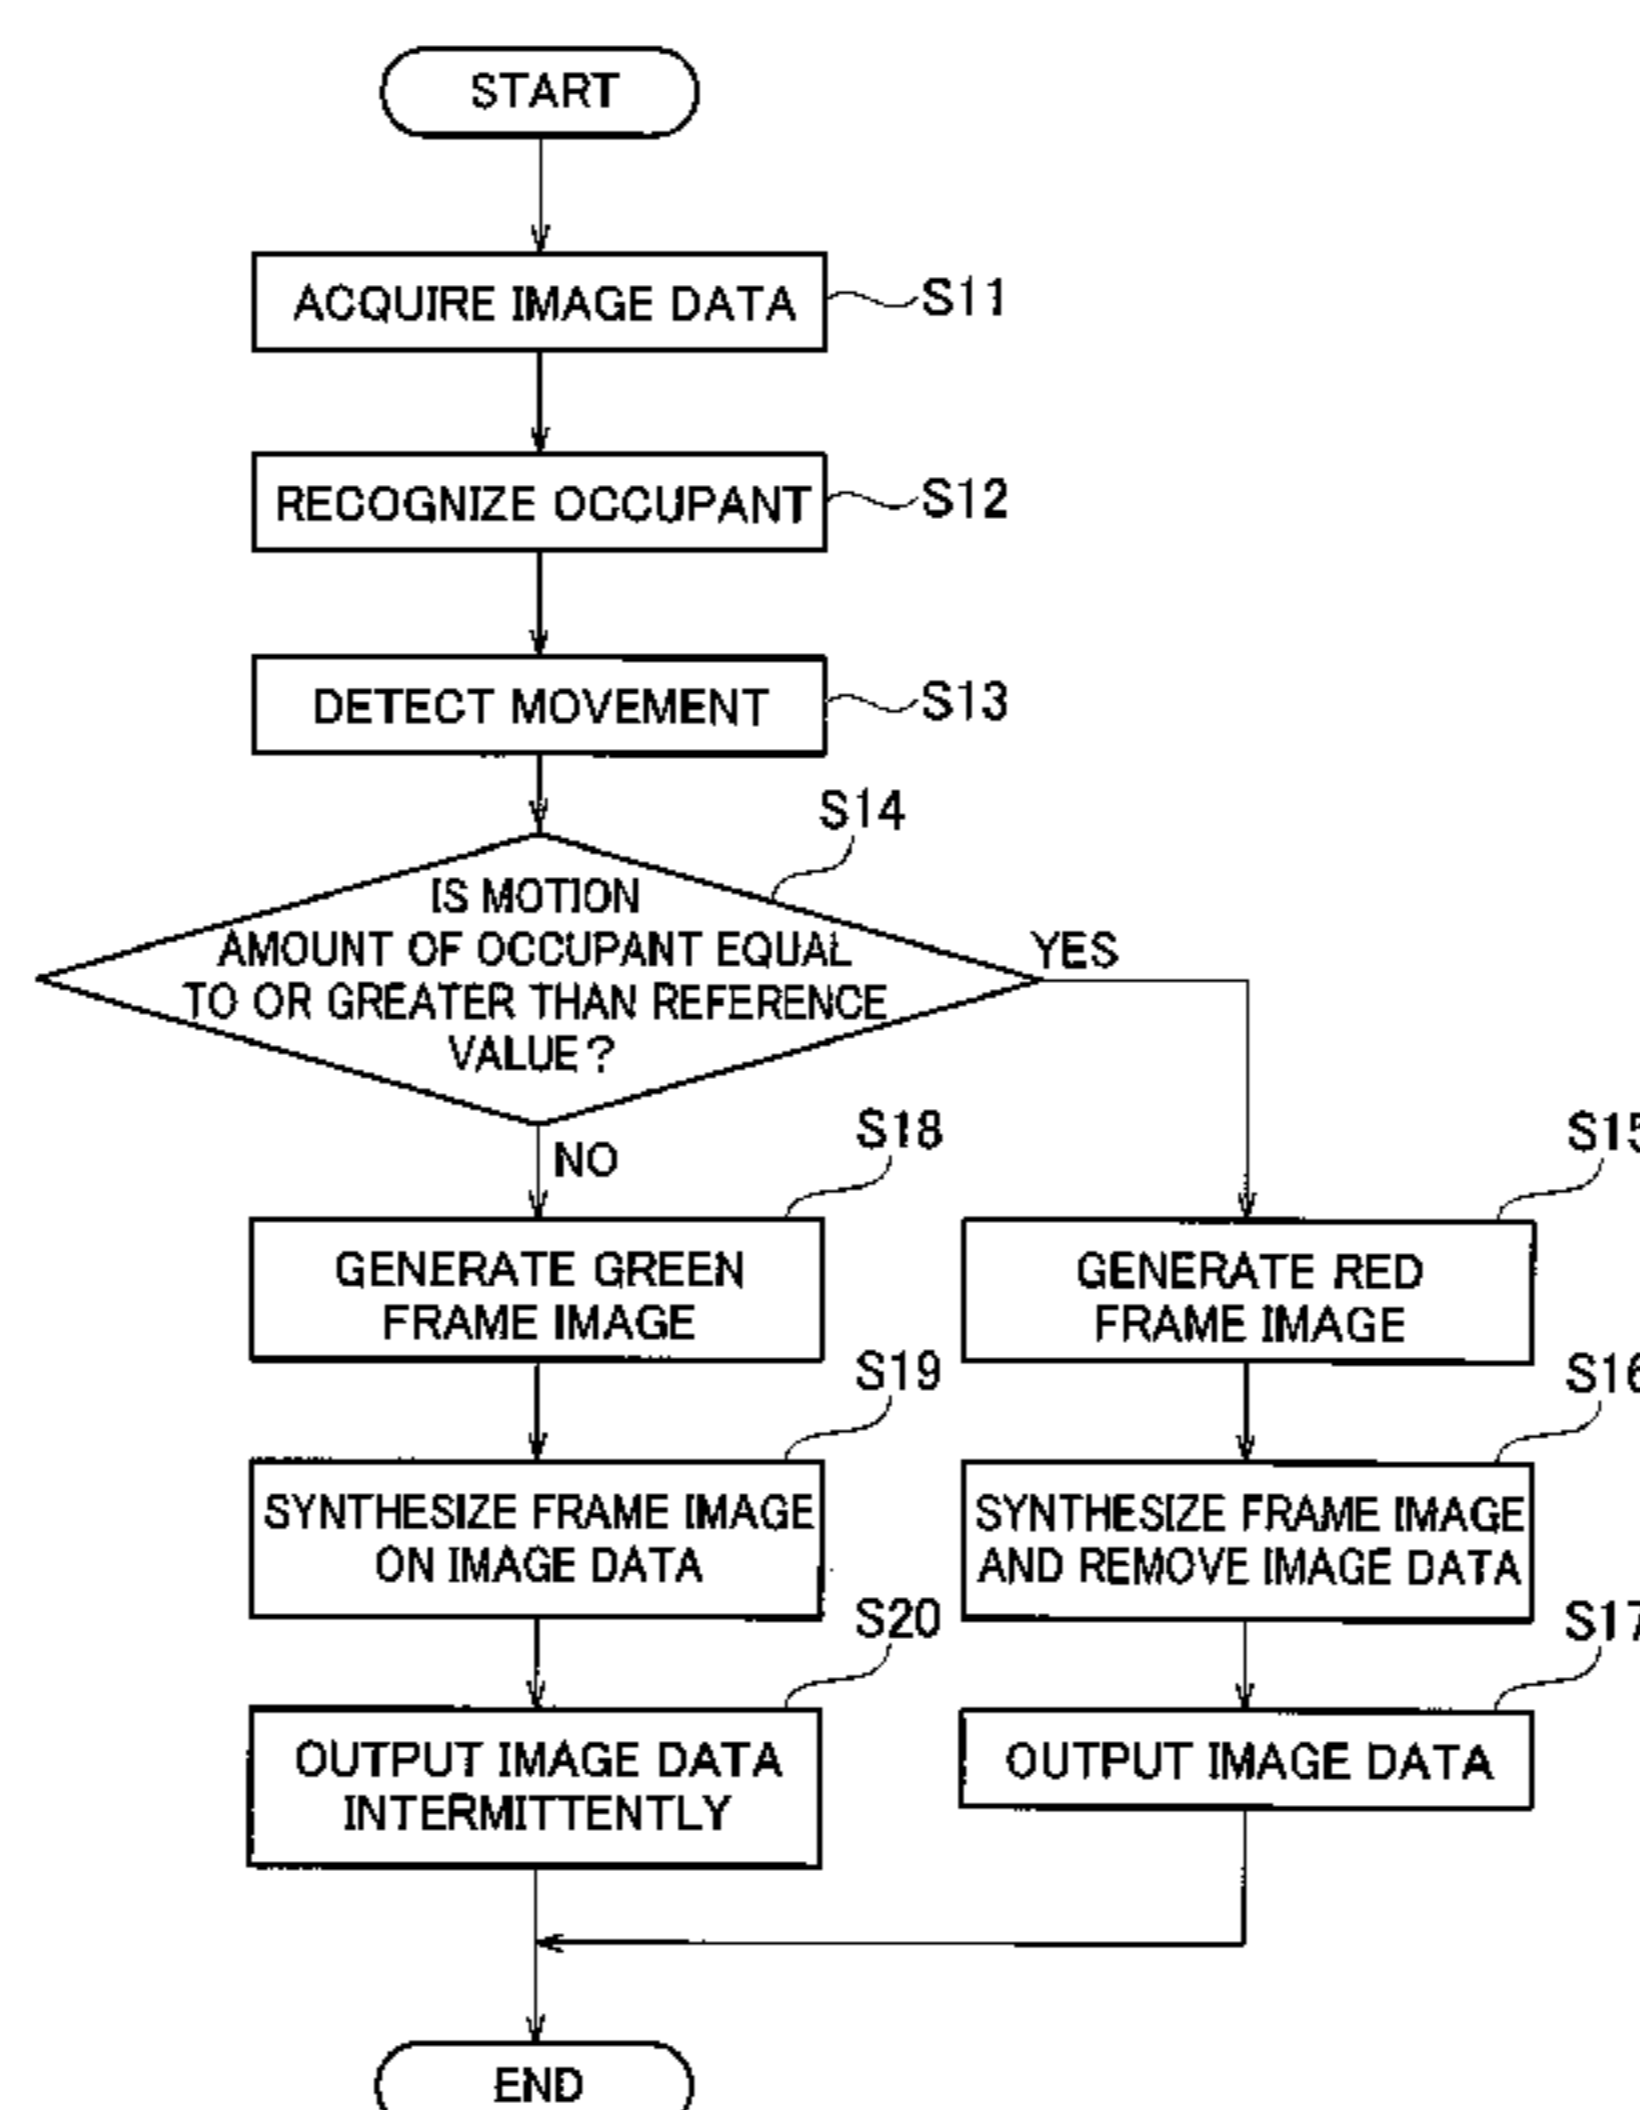 START
ACQUIRE IMAGE DATA
S11
RECOGNIZE OCCUPANT
S12
DETECT MOVEMENT
S13
S14
IS MOTION
AMOUNT OF OCCUPANT EQUAL
TO OR GREATER THAN REFERENCE
VALUE?
YES
NO
S18
GENERATE GREEN
FRAME IMAGE
S15
GENERATE RED
FRAME IMAGE
S19
SYNTHESIZE FRAME IMAGE
ON IMAGE DATA
S16
SYNTHESIZE FRAME IMAGE
AND REMOVE IMAGE DATA
S20
OUTPUT IMAGE DATA
INTERMITTENTLY
S17
OUTPUT IMAGE DATA
END